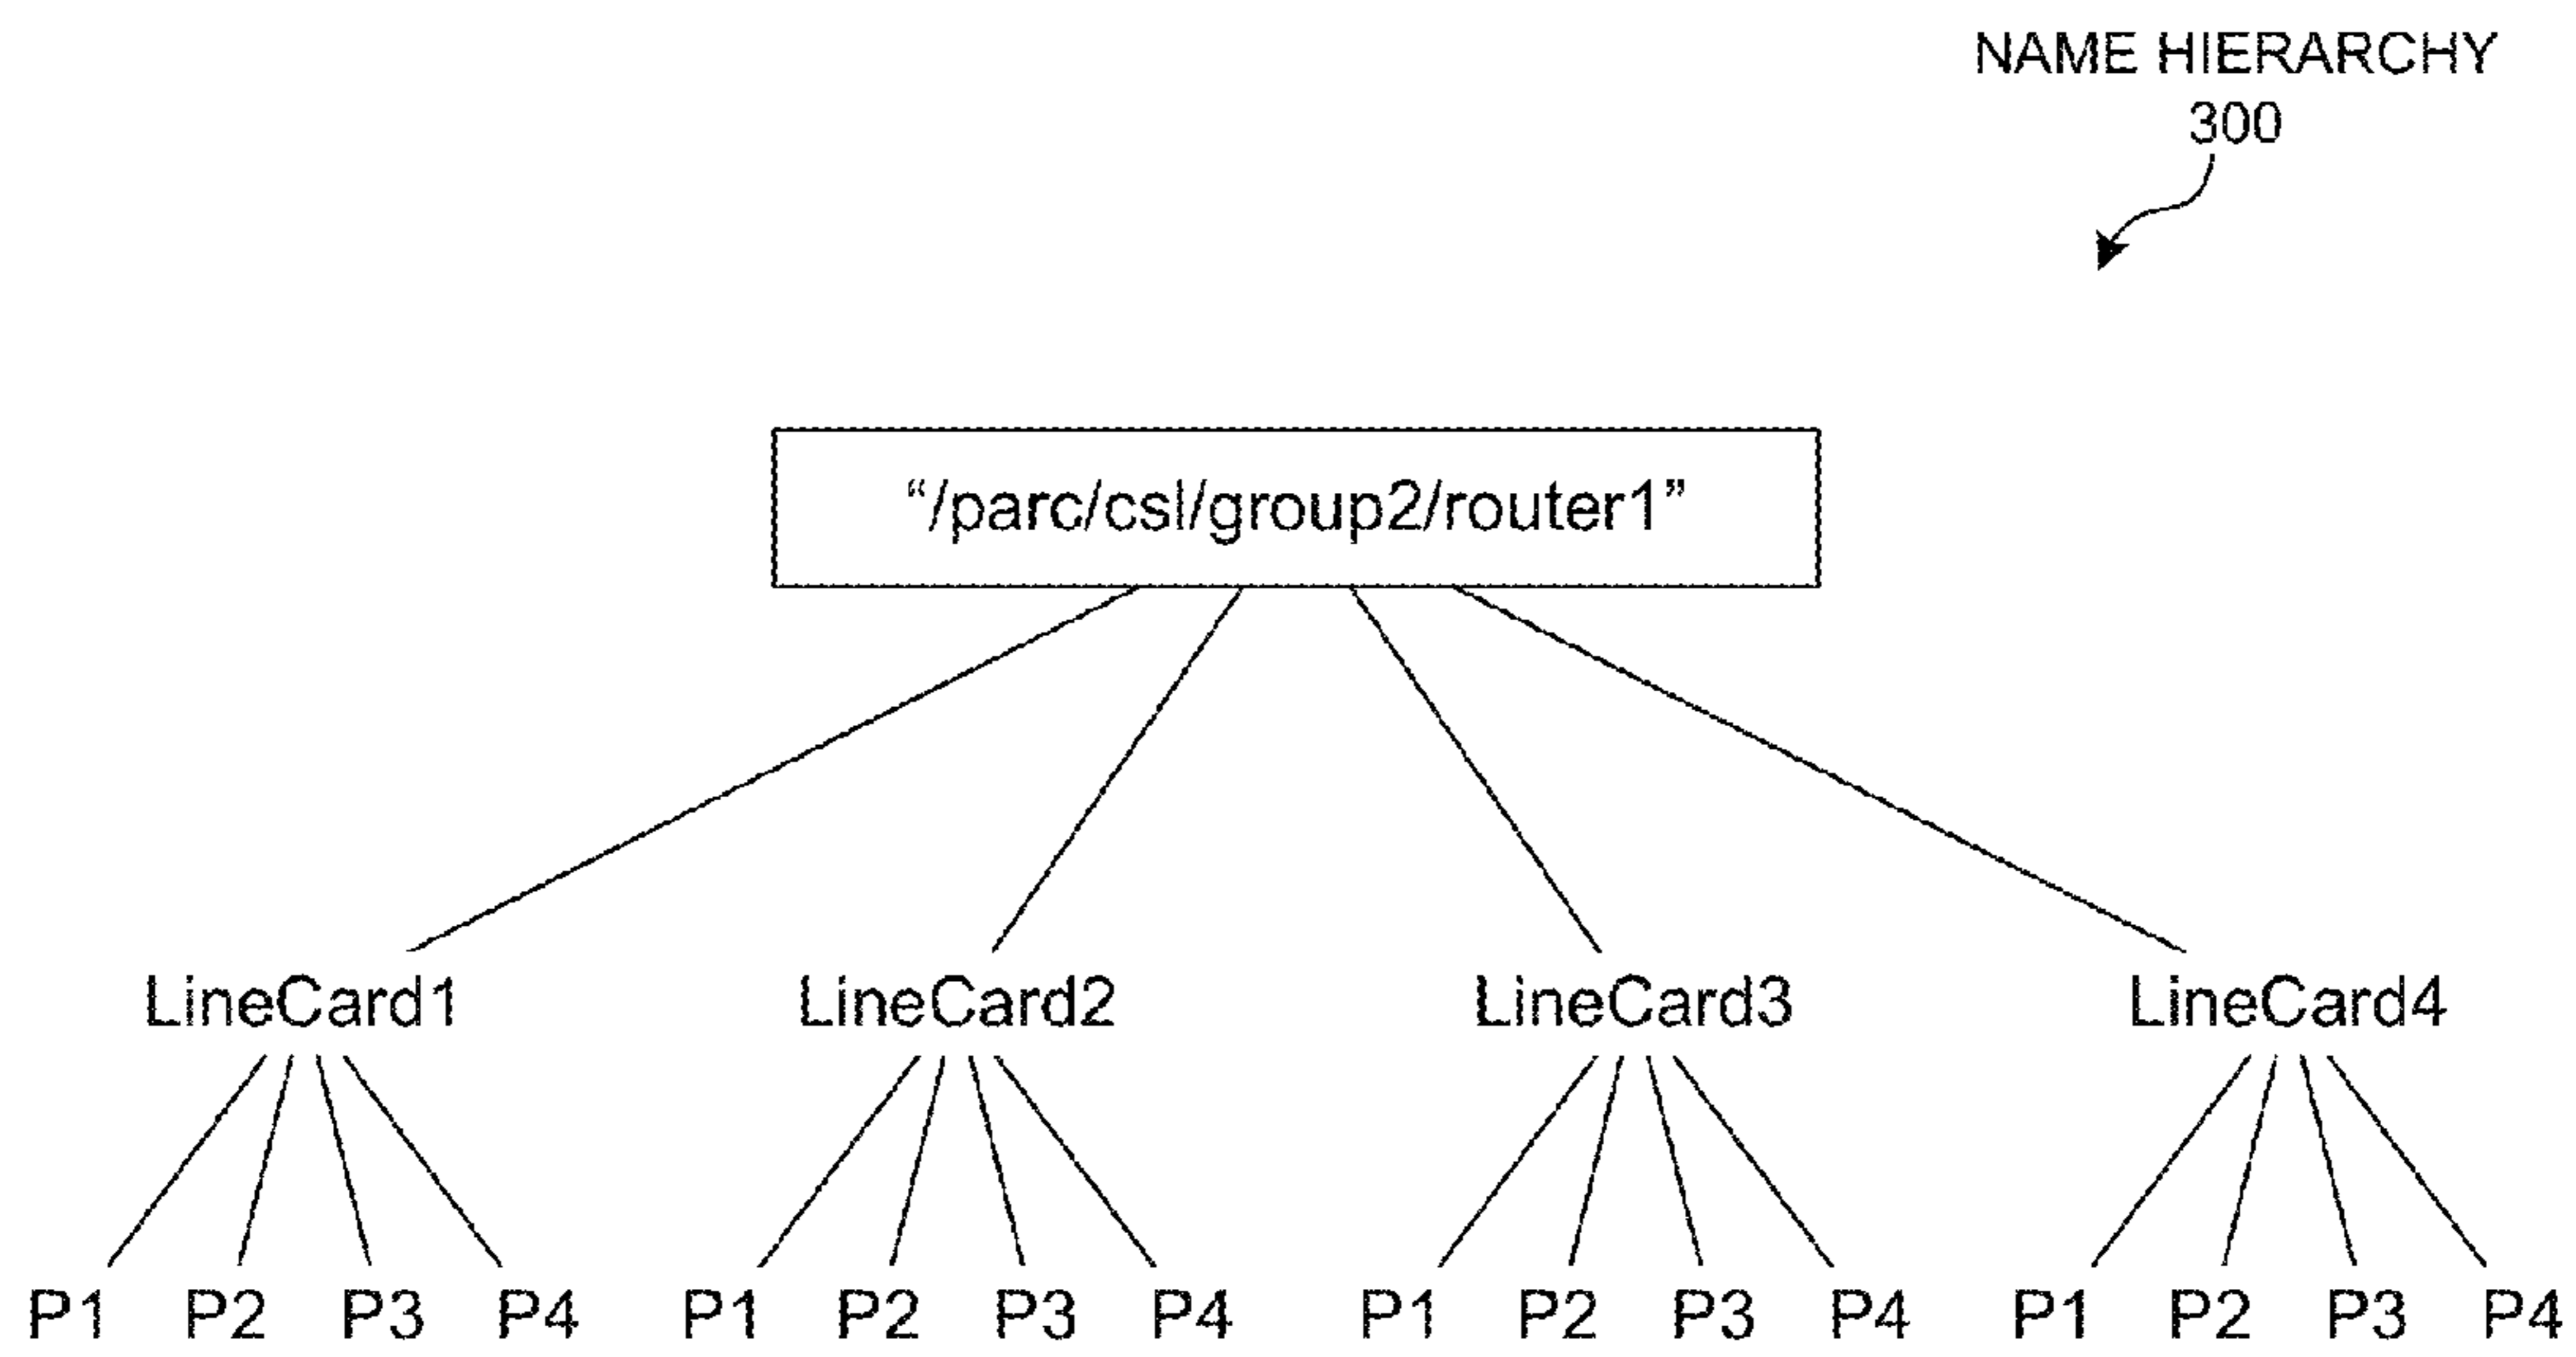 NAME HIERARCHY
300
“/parc/csl/group2/router1”
LineCard1 LineCard2 LineCard3 LineCard4
P1 P2 P3 P4 P1 P2 P3 P4 P1 P2 P3 P4 P1 P2 P3 P4